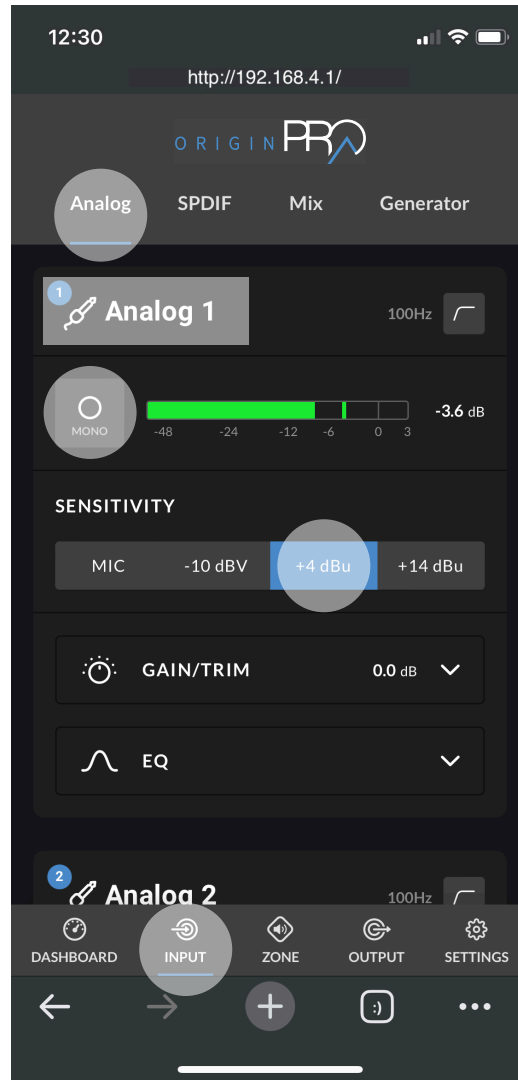 12:30
http://192.168.4.1/
ORIGIN PRO
Analog SPDIF Mix Generator
1
Analog 1 100Hz
MONO
-48 -24 -12 -6 0 3
-3.6 dB
SENSITIVITY
MIC -10 dBV +4 dBu +14 dBu
GAIN/TRIM 0.0 dB
EQ
2
Analog 2 100Hz
DASHBOARD INPUT ZONE OUTPUT SETTINGS
:)